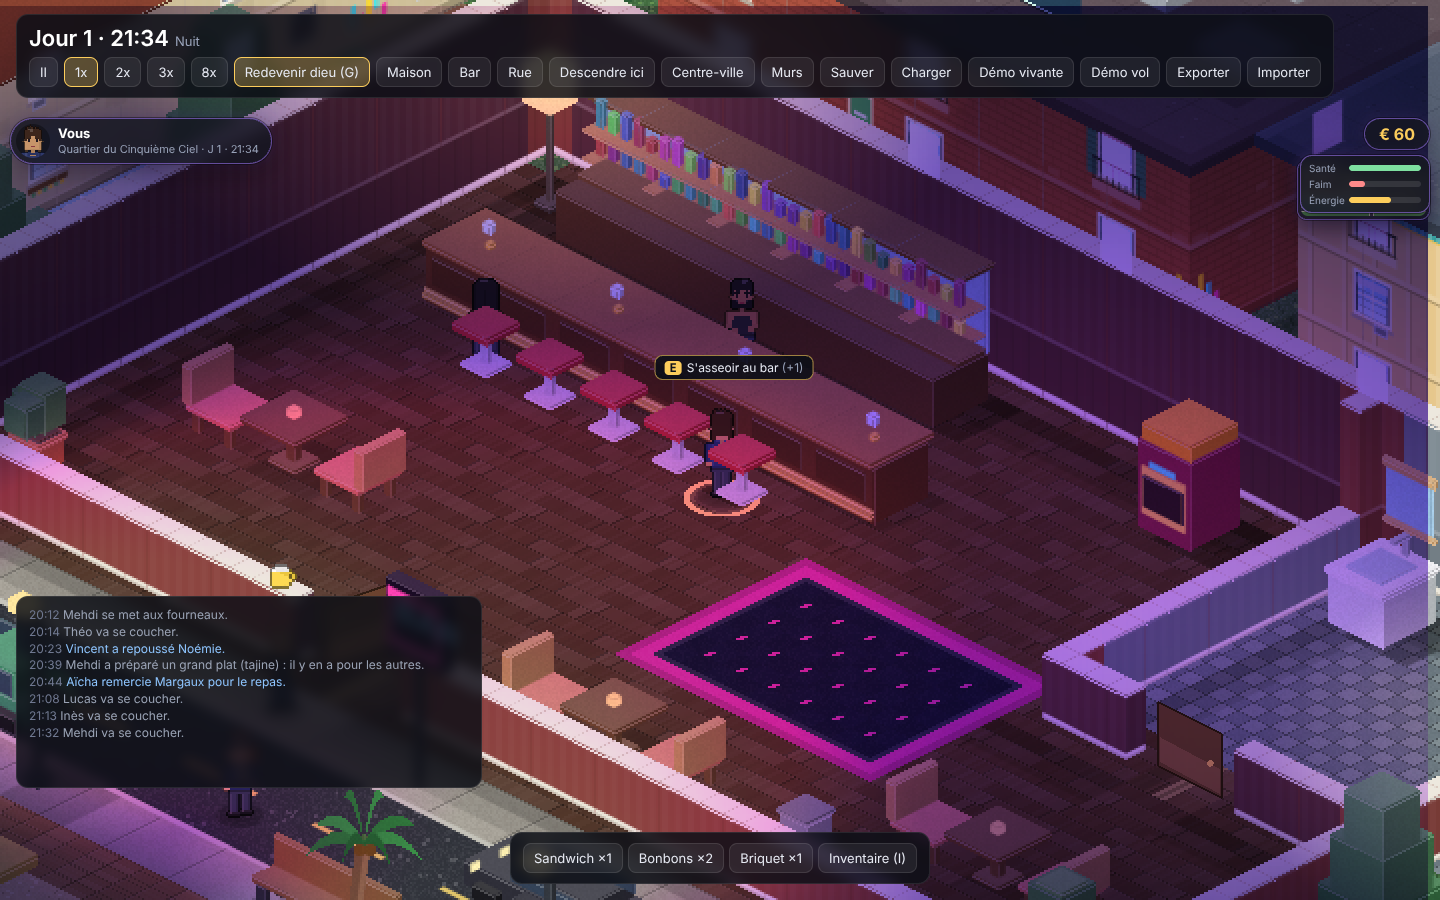 Jour 1 · 21:34 Nuit
II 1x 2x 3x 8x Redevenir dieu (G) Maison Bar Rue Descendre ici Centre-ville Murs Sauver Charger Démo vivante Démo vol Exporter Importer
Vous
Quartier du Cinquième Ciel · J 1 · 21:34
€ 60
Santé
Faim
Énergie
E S'asseoir au bar (+1)
20:12 Mehdi se met aux fourneaux.
20:14 Théo va se coucher.
20:23 Vincent a repoussé Noémie.
20:39 Mehdi a préparé un grand plat (tajine) : il y en a pour les autres.
20:44 Aïcha remercie Margaux pour le repas.
21:08 Lucas va se coucher.
21:13 Inès va se coucher.
21:32 Mehdi va se coucher.
Sandwich ×1 Bonbons ×2 Briquet ×1 Inventaire (I)